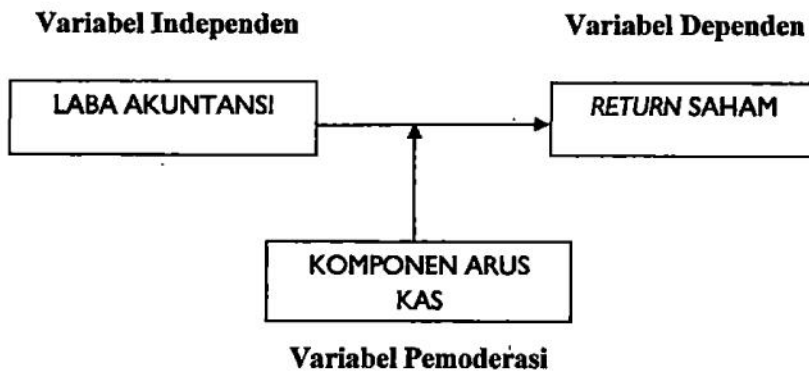 Variabel Independen
Variabel Dependen
LABA AKUNTANSI
RETURN SAHAM
KOMPONEN ARUS
KAS
Variabel Pemoderasi